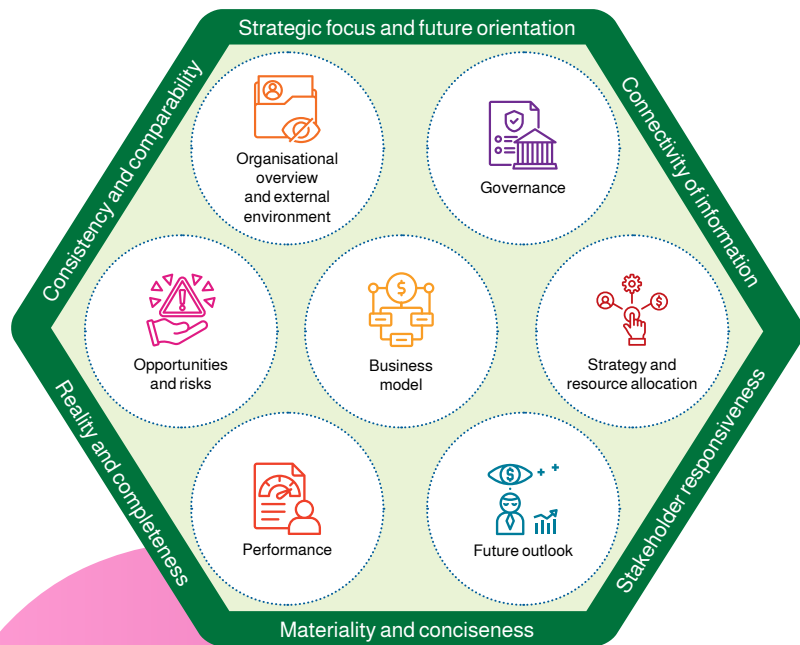 Strategic focus and future orientation
Consistency and comparability
Connectivity of information
Organisational
overview
and external
environment
Governance
Opportunities
and risks
Business
model
Strategy and
resource allocation
Performance
Future outlook
Reality and completeness
Stakeholder responsiveness
Materiality and conciseness